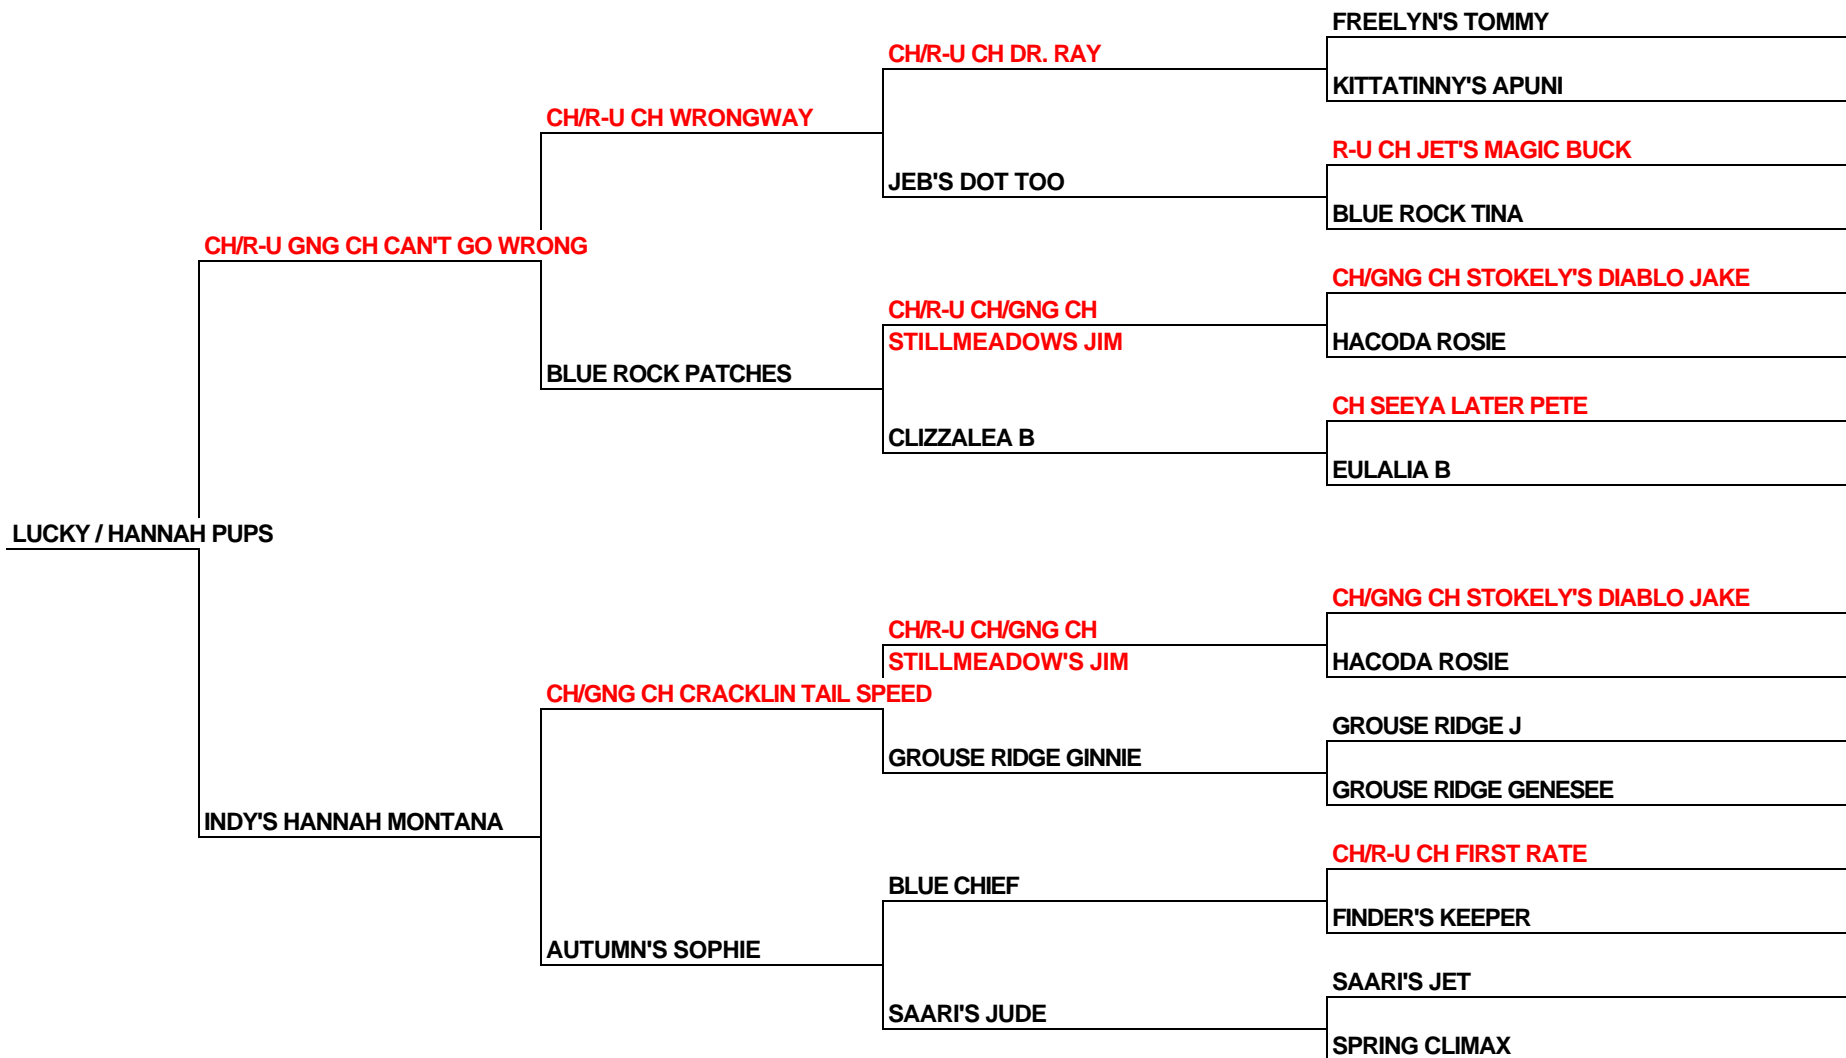 FREELYN'S TOMMY
CH/R-U CH DR. RAY
KITTATINNY'S APUNI
CH/R-U CH WRONGWAY
R-U CH JET'S MAGIC BUCK
JEB'S DOT TOO
BLUE ROCK TINA
CH/R-U GNG CH CAN'T GO WRONG
CH/GNG CH STOKELY'S DIABLO JAKE
CH/R-U CH/GNG CH
STILLMEADOWS JIM
HACODA ROSIE
BLUE ROCK PATCHES
CH SEEYA LATER PETE
CLIZZALEA B
EULALIA B
LUCKY / HANNAH PUPS
CH/GNG CH STOKELY'S DIABLO JAKE
CH/R-U CH/GNG CH
STILLMEADOW'S JIM
HACODA ROSIE
CH/GNG CH CRACKLIN TAIL SPEED
GROUSE RIDGE J
GROUSE RIDGE GINNIE
GROUSE RIDGE GENESEE
INDY'S HANNAH MONTANA
CH/R-U CH FIRST RATE
BLUE CHIEF
FINDER'S KEEPER
AUTUMN'S SOPHIE
SAARI'S JET
SAARI'S JUDE
SPRING CLIMAX